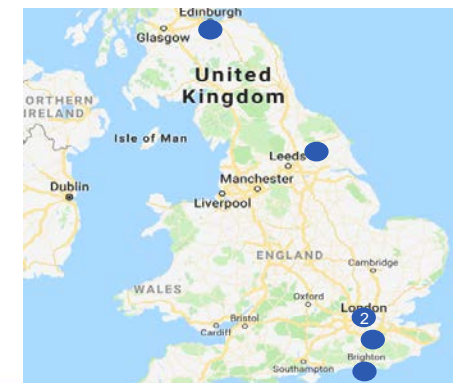 Edinburgh
Glasgow
United
Kingdom
ORTHERN
IRELAND
Isle of Man
Leeds
Dublin
Manchester
Liverpool
ENGLAND
Cambridge
WALES
Oxford
London
2
Bristol
Cardiff
Brighton
Southampton